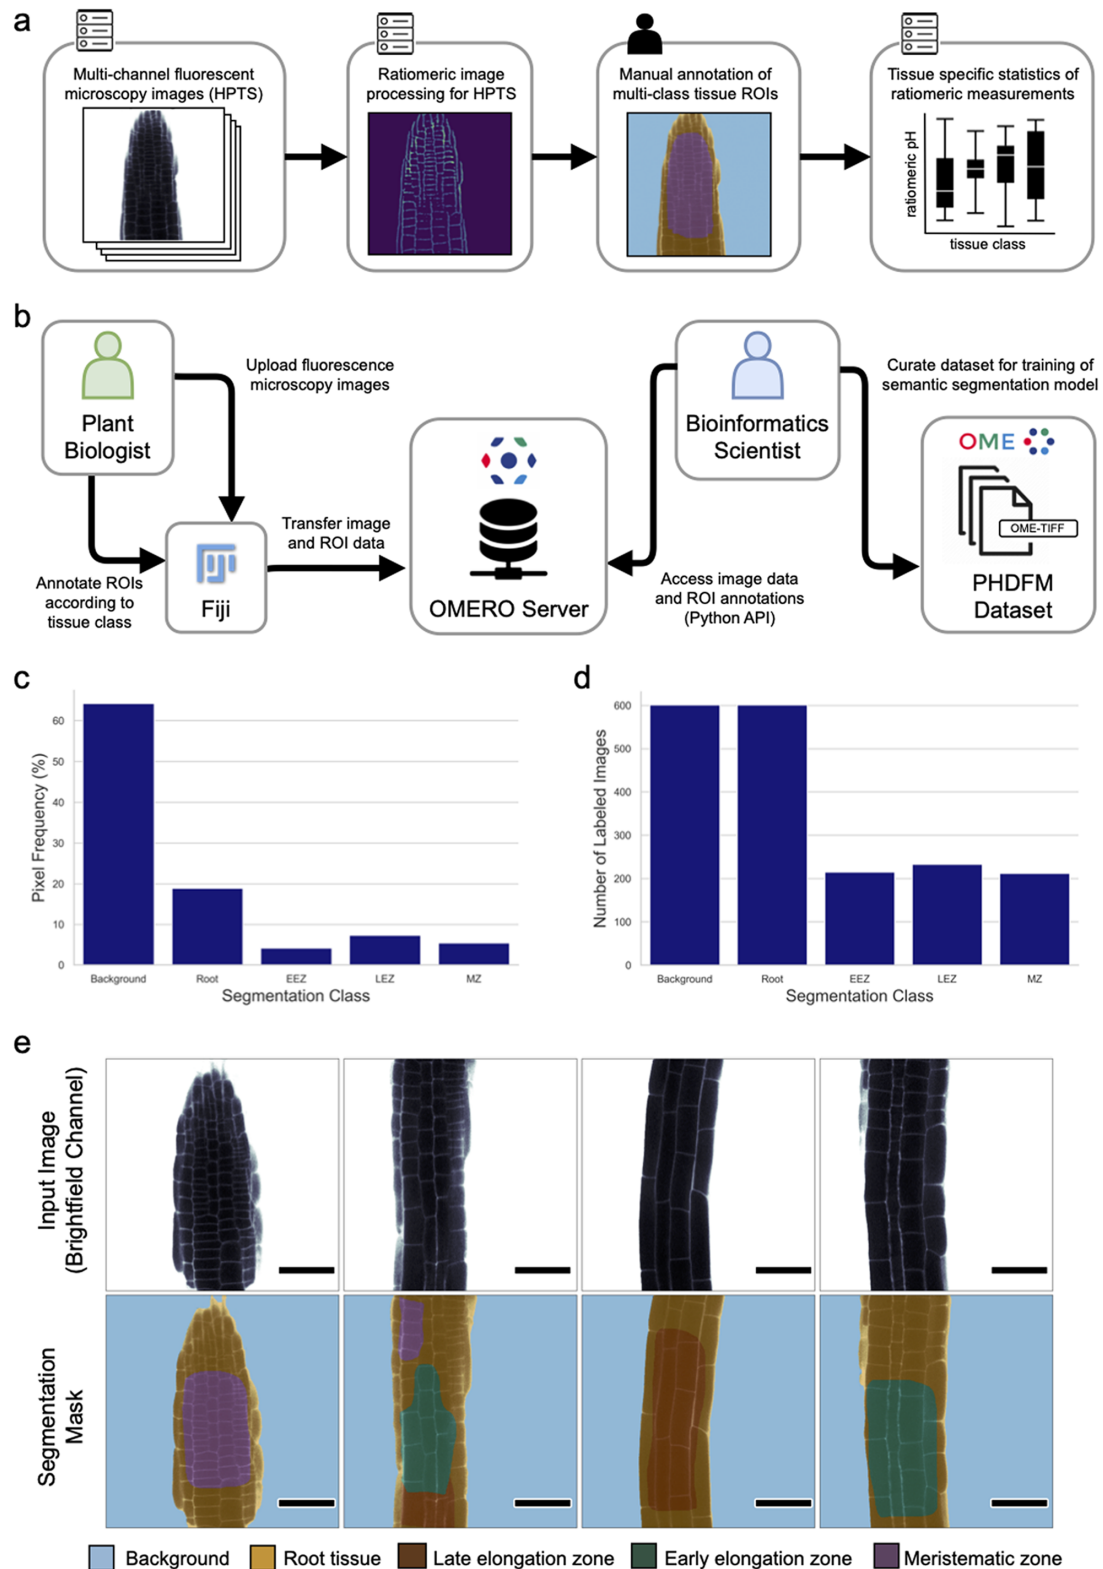 a
Multi-channel fluorescent
microscopy images (HPTS)
Ratiomeric image
processing for HPTS
Manual annotation of
multi-class tissue ROIs
Tissue specific statistics of
ratiomeric measurements
ratiomeric pH
tissue class
b
Plant
Biologist
Upload fluorescence
microscopy images
Annotate ROIs
according to
tissue class
Fiji
Transfer image
and ROI data
OMERO Server
Bioinformatics
Scientist
Access image data
and ROI annotations
(Python API)
Curate dataset for training of
semantic segmentation model
OME
OME-TIFF
PHDFM
Dataset
c
Pixel Frequency (%)
60
50
40
30
20
10
0
Background Root EEZ LEZ MZ
Segmentation Class
d
Number of Labeled Images
600
500
400
300
200
100
0
Background Root EEZ LEZ MZ
Segmentation Class
e
Input Image
(Brightfield Channel)
Segmentation
Mask
Background Root tissue Late elongation zone Early elongation zone Meristematic zone